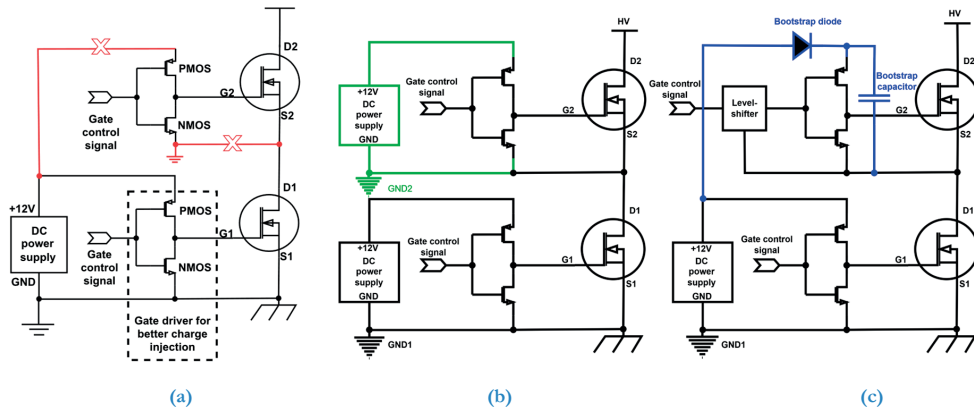 D2
PMOS
G2
Gate
control
signal
NMOS
S2
+12V
DC
power
supply
GND
PMOS
D1
Gate
control
signal
G1
NMOS
S1
Gate driver for
better charge
injection
(a)
HV
D2
+12V
DC
power
supply
GND
Gate control
signal
G2
S2
GND2
D1
+12V
DC
power
supply
GND
Gate control
signal
G1
S1
GND1
(b)
Bootstrap diode
HV
D2
Bootstrap
capacitor
Gate control
signal
Level-
shifter
G2
S2
D1
+12V
DC
power
supply
GND
Gate control
signal
G1
S1
GND1
(c)